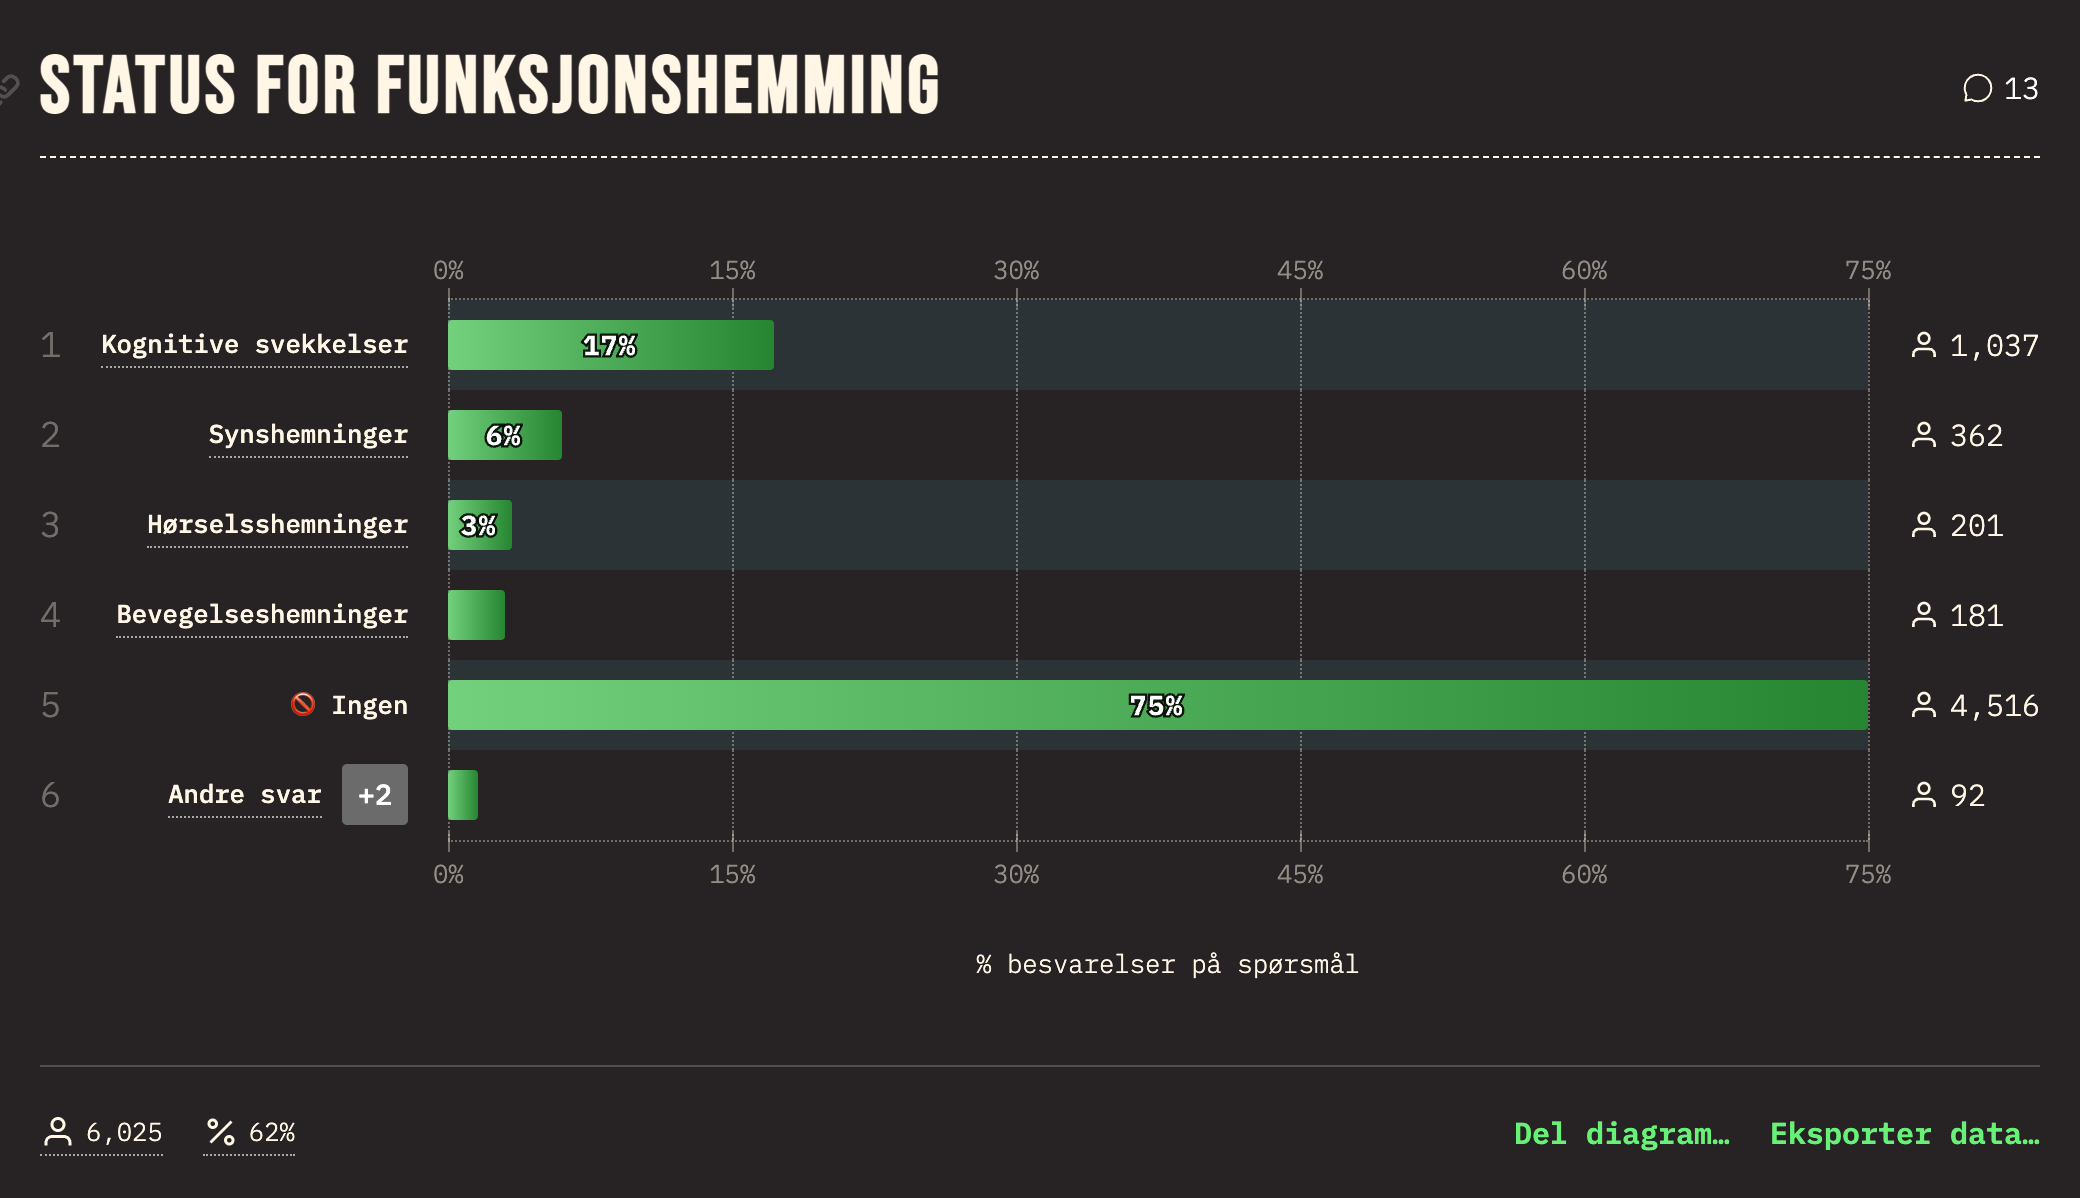 STATUS FOR FUNKSJONSHEMMING
13
0% 15% 30% 45% 60% 75%
1 Kognitive svekkelser 17% 1,037
2 Synshemninger 6% 362
3 Hørselsshemninger 3% 201
4 Bevegelseshemninger 181
5 🚫 Ingen 75% 4,516
6 Andre svar +2 92
0% 15% 30% 45% 60% 75%
% besvarelser på spørsmål
6,025 62% Del diagram… Eksporter data…